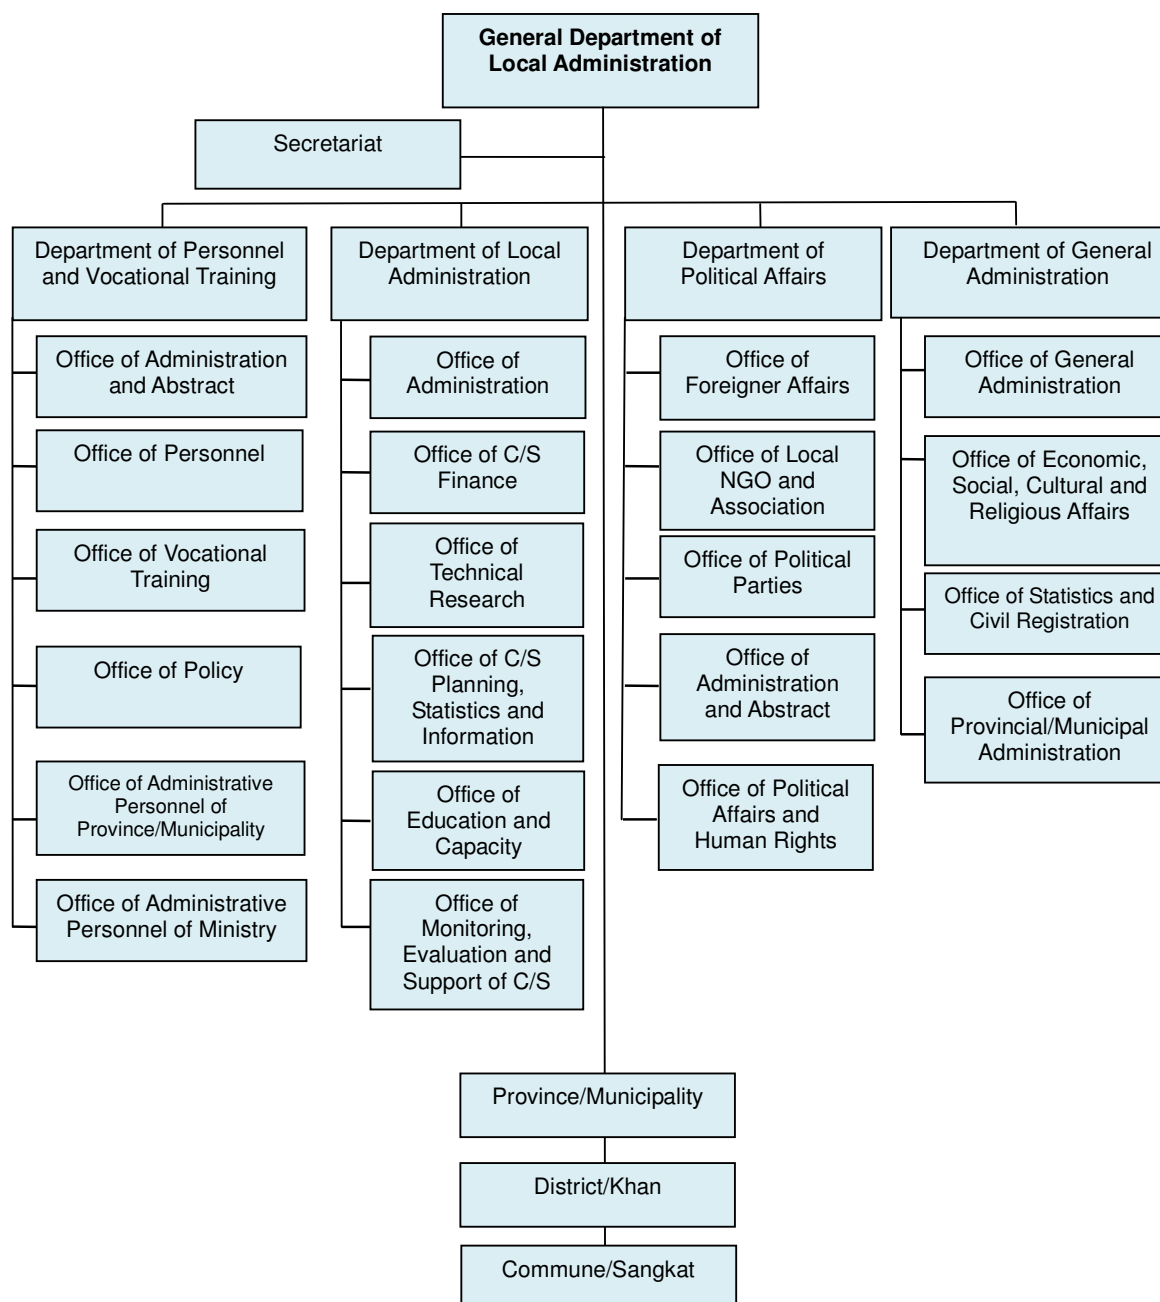 General Department of
Local Administration
Secretariat
Department of Personnel
and Vocational Training
Office of Administration
and Abstract
Office of Personnel
Office of Vocational
Training
Office of Policy
Office of Administrative
Personnel of
Province/Municipality
Office of Administrative
Personnel of Ministry
Department of Local
Administration
Office of
Administration
Office of C/S
Finance
Office of
Technical
Research
Office of C/S
Planning,
Statistics and
Information
Office of
Education and
Capacity
Office of
Monitoring,
Evaluation and
Support of C/S
Department of
Political Affairs
Office of
Foreigner Affairs
Office of Local
NGO and
Association
Office of Political
Parties
Office of
Administration
and Abstract
Office of Political
Affairs and
Human Rights
Department of General
Administration
Office of General
Administration
Office of Economic,
Social, Cultural and
Religious Affairs
Office of Statistics and
Civil Registration
Office of
Provincial/Municipal
Administration
Province/Municipality
District/Khan
Commune/Sangkat